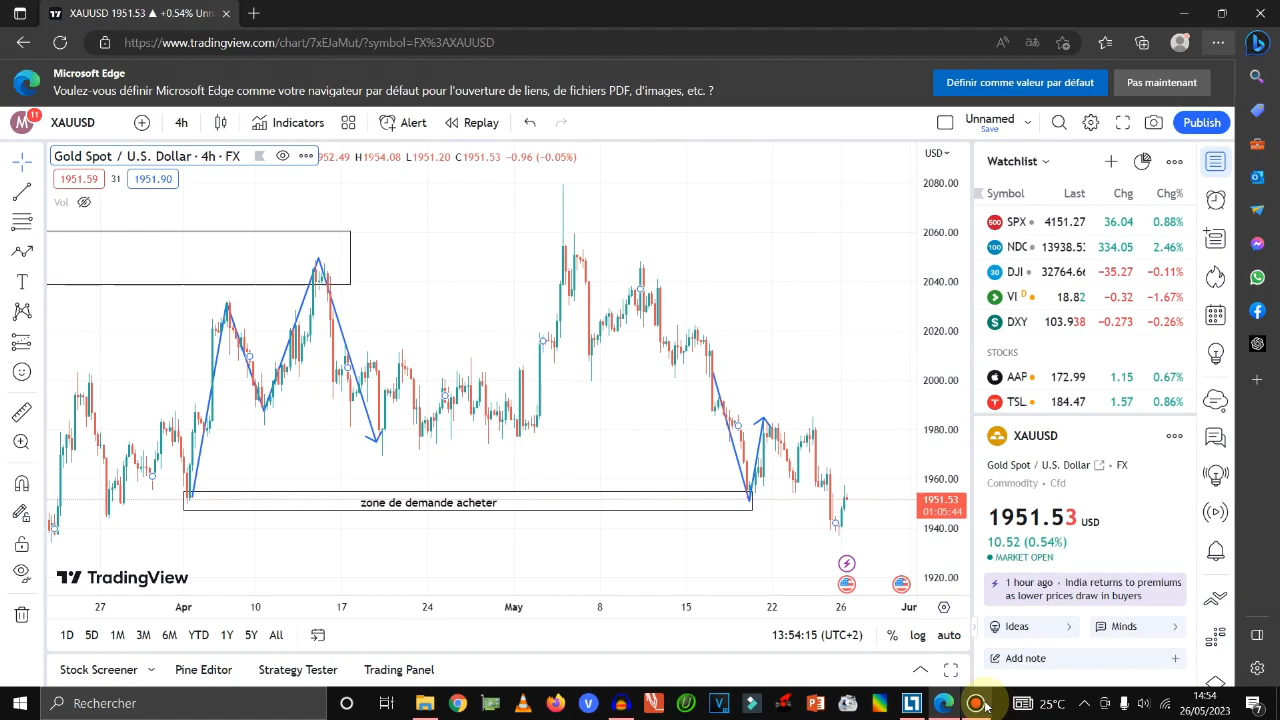 XAUUSD 1951.53 ▲ +0.54% Unn
https://www.tradingview.com/chart/7xEJaMut/?symbol=FX%3AXAUUSD
Microsoft Edge
Voulez-vous définir Microsoft Edge comme votre navigateur par défaut pour l'ouverture de liens, de fichiers PDF, d'images, etc. ?
Définir comme valeur par défaut
Pas maintenant
M 11 XAUUSD 4h Indicators Alert Replay Unnamed Save Publish
Gold Spot / U.S. Dollar · 4h · FX 952.49 H1954.08 L1951.20 C1951.53 -0.96 (-0.05%)
1951.59 31 1951.90
Vol
USD
2080.00
2060.00
2040.00
2020.00
2000.00
1980.00
1960.00
1951.53
01:05:44
1940.00
1920.00
zone de demande acheter
TradingView
27 Apr 10 17 24 May 8 15 22 26 Jun
1D 5D 1M 3M 6M YTD 1Y 5Y All 13:54:15 (UTC+2) % log auto
Stock Screener Pine Editor Strategy Tester Trading Panel
Watchlist
Symbol Last Chg Chg%
500 SPX 4151.27 36.04 0.88%
100 NDC 13938.53 334.05 2.46%
30 DJI 32764.66 -35.27 -0.11%
VI D 18.82 -0.32 -1.67%
DXY 103.938 -0.273 -0.26%
STOCKS
AAP 172.99 1.15 0.67%
TSL 184.47 1.57 0.86%
XAUUSD
Gold Spot / U.S. Dollar FX
Commodity · Cfd
1951.53 USD
10.52 (0.54%)
MARKET OPEN
1 hour ago · India returns to premiums
as lower prices draw in buyers
Ideas Minds
Add note
Rechercher
25°C
14:54
26/05/2023
7